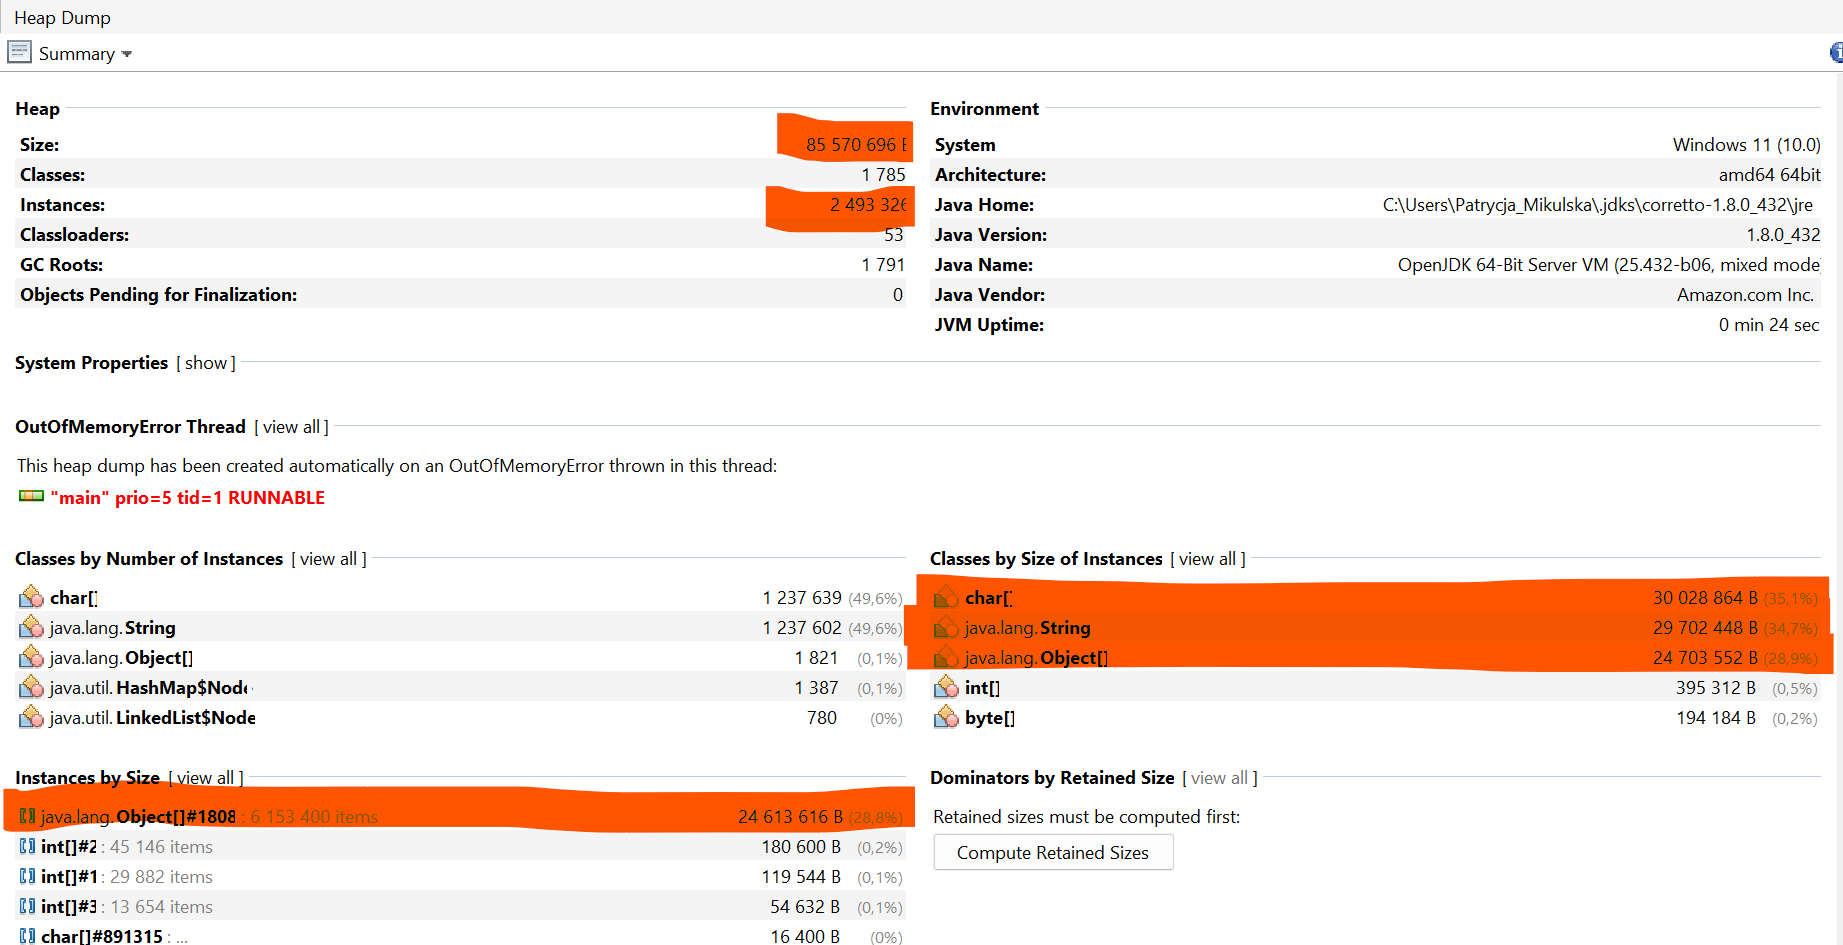 Heap Dump
Summary
Heap
Size: 85 570 696 B
Classes: 1 785
Instances: 2 493 326
Classloaders: 53
GC Roots: 1 791
Objects Pending for Finalization: 0
Environment
System Windows 11 (10.0)
Architecture: amd64 64bit
Java Home: C:\Users\Patrycja_Mikulska\.jdks\corretto-1.8.0_432\jre
Java Version: 1.8.0_432
Java Name: OpenJDK 64-Bit Server VM (25.432-b06, mixed mode)
Java Vendor: Amazon.com Inc.
JVM Uptime: 0 min 24 sec
System Properties [ show ]
OutOfMemoryError Thread [ view all ]
This heap dump has been created automatically on an OutOfMemoryError thrown in this thread:
"main" prio=5 tid=1 RUNNABLE
Classes by Number of Instances [ view all ]
char[] 1 237 639 (49,6%)
java.lang.String 1 237 602 (49,6%)
java.lang.Object[] 1 821 (0,1%)
java.util.HashMap$Node 1 387 (0,1%)
java.util.LinkedList$Node 780 (0%)
Classes by Size of Instances [ view all ]
char[] 30 028 864 B (35,1%)
java.lang.String 29 702 448 B (34,7%)
java.lang.Object[] 24 703 552 B (28,9%)
int[] 395 312 B (0,5%)
byte[] 194 184 B (0,2%)
Instances by Size [ view all ]
java.lang.Object[]#1808 : 6 153 400 items 24 613 616 B (28,8%)
int[]#2 : 45 146 items 180 600 B (0,2%)
int[]#1 : 29 882 items 119 544 B (0,1%)
int[]#3 : 13 654 items 54 632 B (0,1%)
char[]#891315 : ... 16 400 B (0%)
Dominators by Retained Size [ view all ]
Retained sizes must be computed first:
Compute Retained Sizes